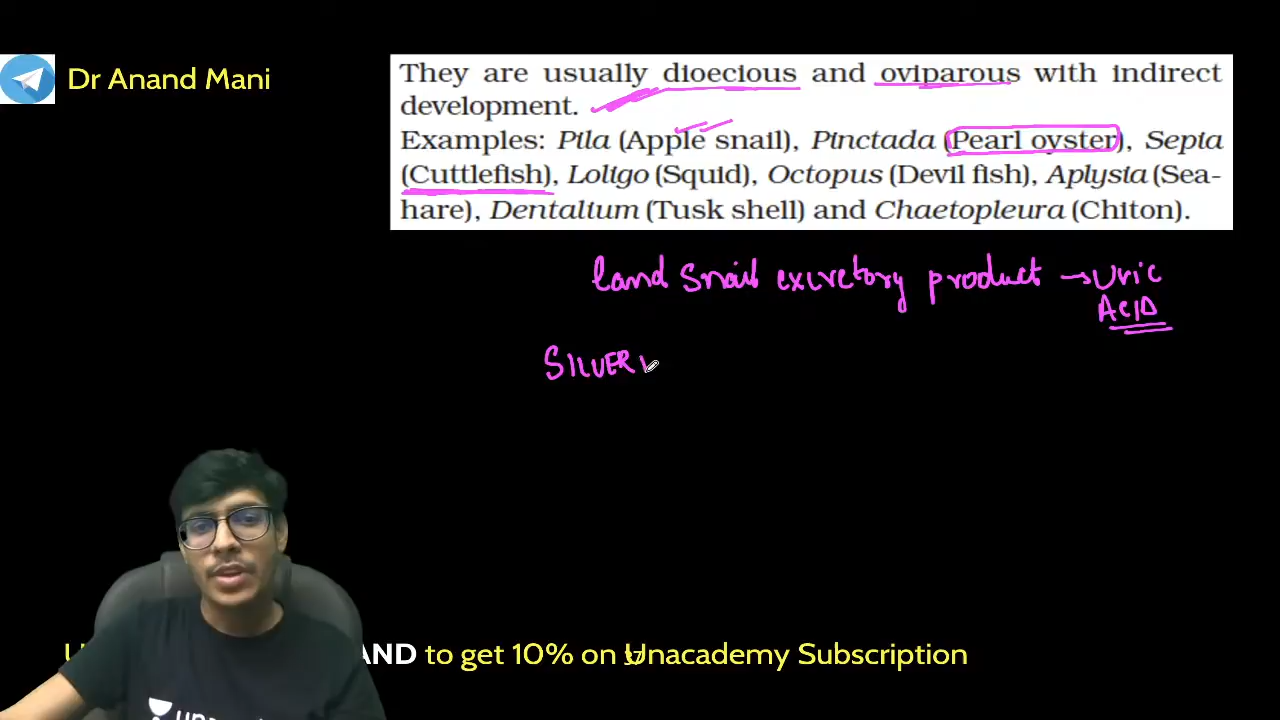 Dr Anand Mani
They are usually dioecious and oviparous with indirect
development.
Examples: Pila (Apple snail), Pinctada (Pearl oyster), Sepia
(Cuttlefish), Loligo (Squid), Octopus (Devil fish), Aplysia (Sea-
hare), Dentalium (Tusk shell) and Chaetopleura (Chiton).
land snail excretory product → Uric
ACID
SILVER
AND to get 10% on Unacademy Subscription